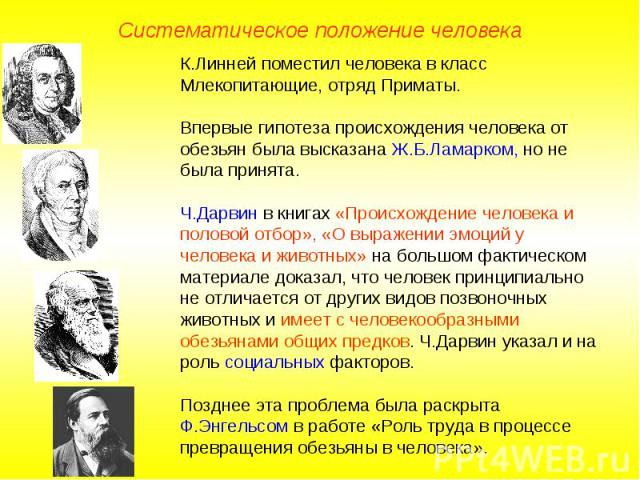 Систематическое положение человека
К.Линней поместил человека в класс
Млекопитающие, отряд Приматы.
Впервые гипотеза происхождения человека от
обезьян была высказана Ж.Б.Ламарком, но не
была принята.
Ч.Дарвин в книгах «Происхождение человека и
половой отбор», «О выражении эмоций у
человека и животных» на большом фактическом
материале доказал, что человек принципиально
не отличается от других видов позвоночных
животных и имеет с человекообразными
обезьянами общих предков. Ч.Дарвин указал и на
роль социальных факторов.
Позднее эта проблема была раскрыта
Ф.Энгельсом в работе «Роль труда в процессе
превращения обезьяны в человека».
PPt4WEB.ru